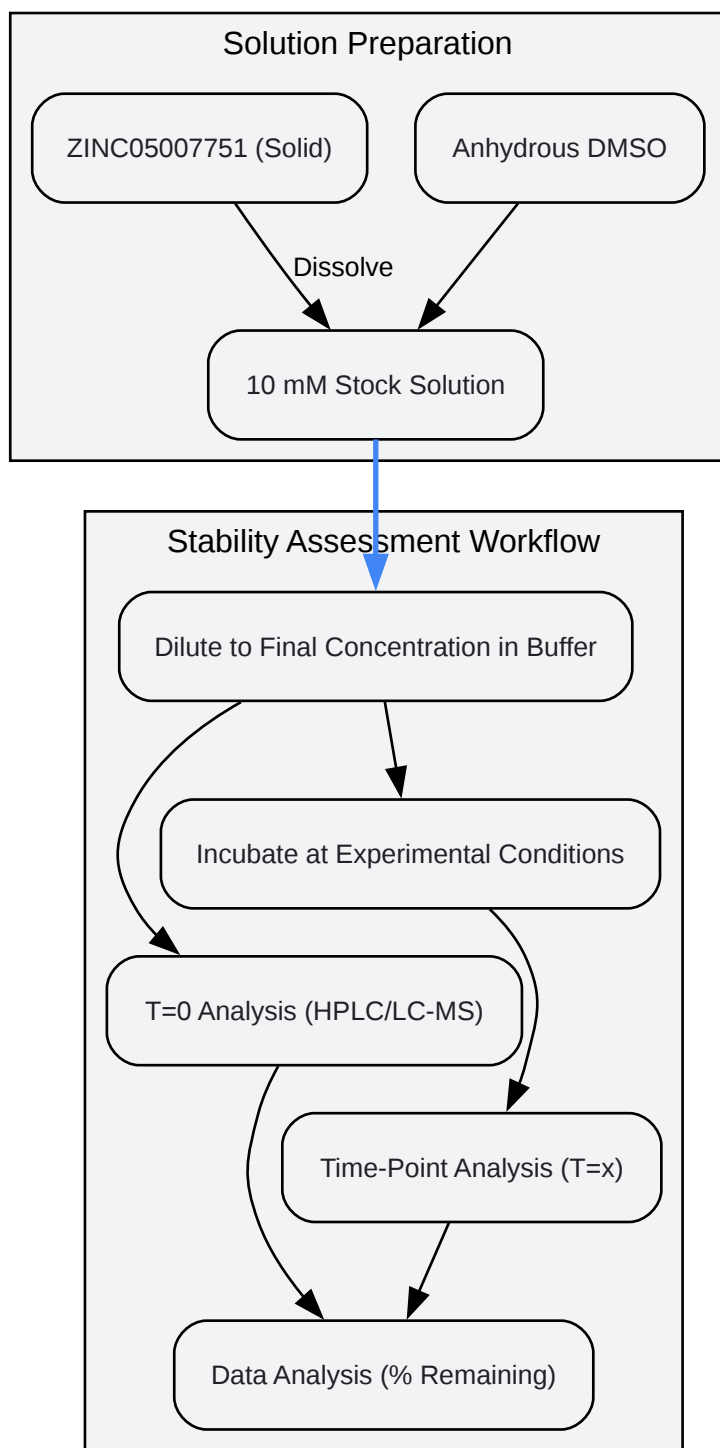 Solution Preparation
ZINC05007751 (Solid)
Anhydrous DMSO
Dissolve
10 mM Stock Solution
Stability Assessment Workflow
Dilute to Final Concentration in Buffer
Incubate at Experimental Conditions
T=0 Analysis (HPLC/LC-MS)
Time-Point Analysis (T=x)
Data Analysis (% Remaining)